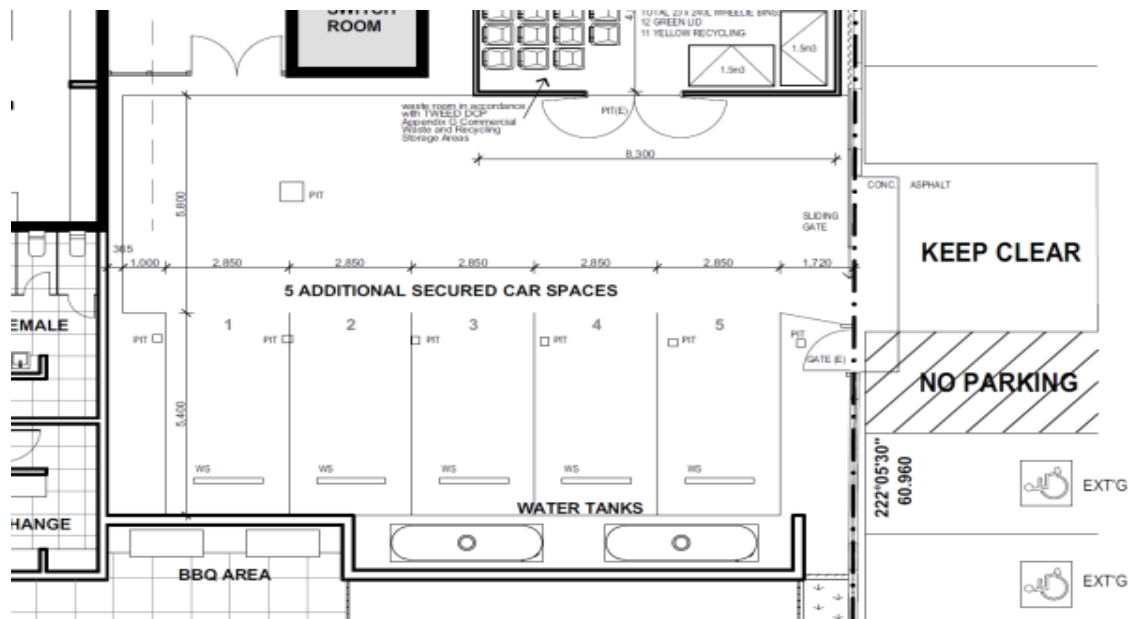 SWITCH
ROOM
TOTAL 23 x 240L WHEELIE BINS
12 GREEN LID
11 YELLOW RECYCLING
1.5m3
1.5m3
waste room in accordance
with TWEED DCP
Appendix G Commercial
Waste and Recycling
Storage Areas
PIT(E)
8,300
CONC.
ASPHALT
PIT
5,800
SLIDING
GATE
KEEP CLEAR
365
1,000
2,850
2,850
2,850
2,850
2,850
1,720
5 ADDITIONAL SECURED CAR SPACES
1
2
3
4
5
EMALE
PIT
PIT
PIT
PIT
PIT
PIT
GATE (E)
NO PARKING
5,400
222°05'30"
60.960
WS
WS
WS
WS
WS
EXT'G
WATER TANKS
HANGE
BBQ AREA
EXT'G